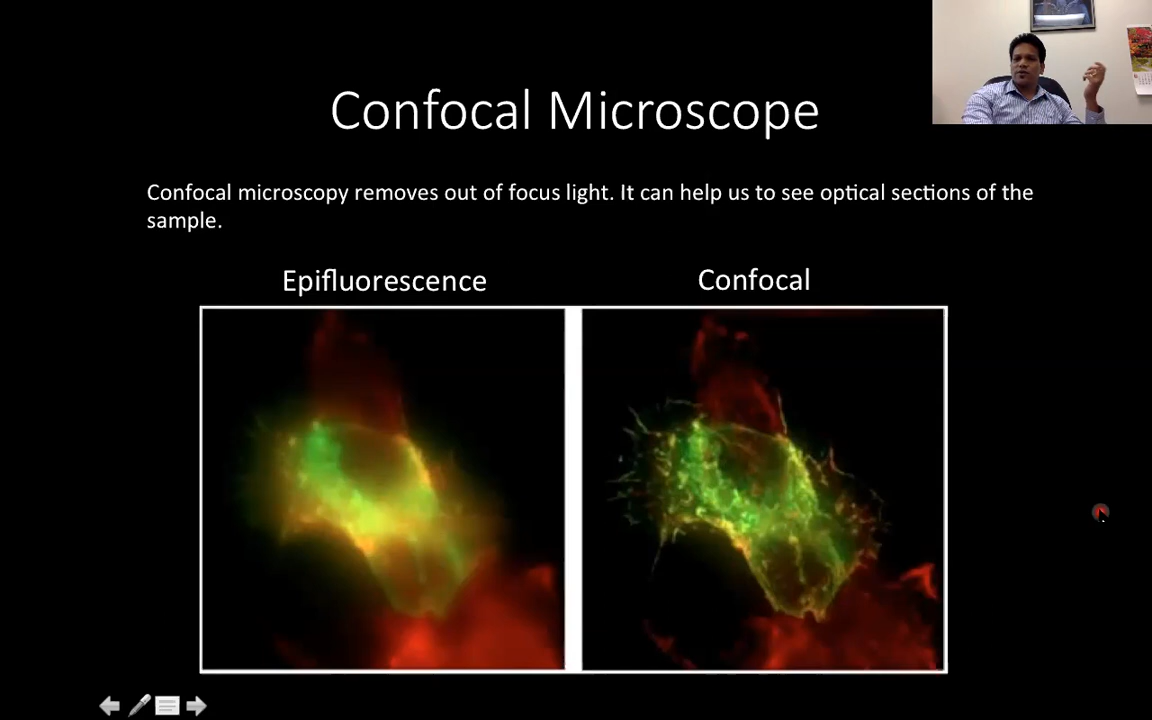 Confocal Microscope
Confocal microscopy removes out of focus light. It can help us to see optical sections of the
sample.
Epifluorescence
Confocal